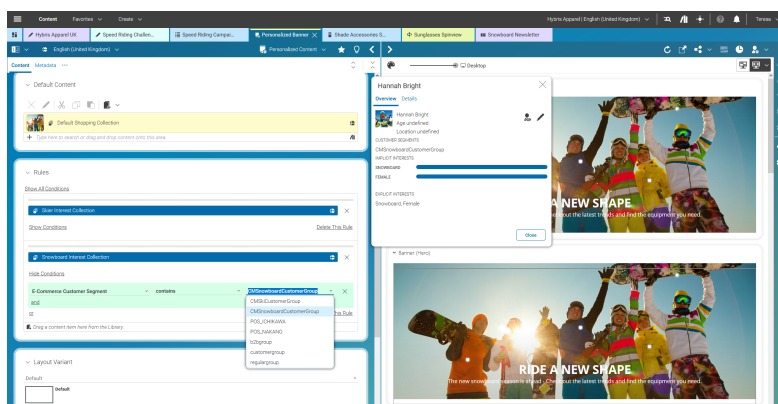 Content Favorites Create Hybris Apparel | English (United Kingdom) Teresa
Hybris Apparel UK Speed Riding Challen... Speed Riding Campai... Personalized Banner Shade Accessories S... Sunglasses Spinview Snowboard Newsletter
English (United Kingdom) Personalized Content
Content Metadata
Desktop
Default Content
Default Shopping Collection
Type here to search or drag and drop content onto this area.
Rules
Show All Conditions
Skier Interest Collection
Show Conditions Delete This Rule
Snowboard Interest Collection
Hide Conditions
E-Commerce Customer Segment contains CMSnowboardCustomerGroup
and
or this Rule
CMSkiCustomerGroup
CMSnowboardCustomerGroup
POS_ICHIKAWA
POS_NAKANO
b2bgroup
customergroup
regulargroup
Drag a content item here from the Library
Layout Variant
Default
Default
Hannah Bright
Overview Details
Hannah Bright
Age undefined
Location undefined
CUSTOMER SEGMENTS
CMSnowboardCustomerGroup
IMPLICIT INTERESTS
SNOWBOARD
FEMALE
EXPLICIT INTERESTS
Snowboard, Female
Close
A NEW SHAPE
eck out the latest trends and find the equipment you need.
Banner (Hero)
RIDE A NEW SHAPE
The new snowboard season is ahead - Check out the latest trends and find the equipment you need.